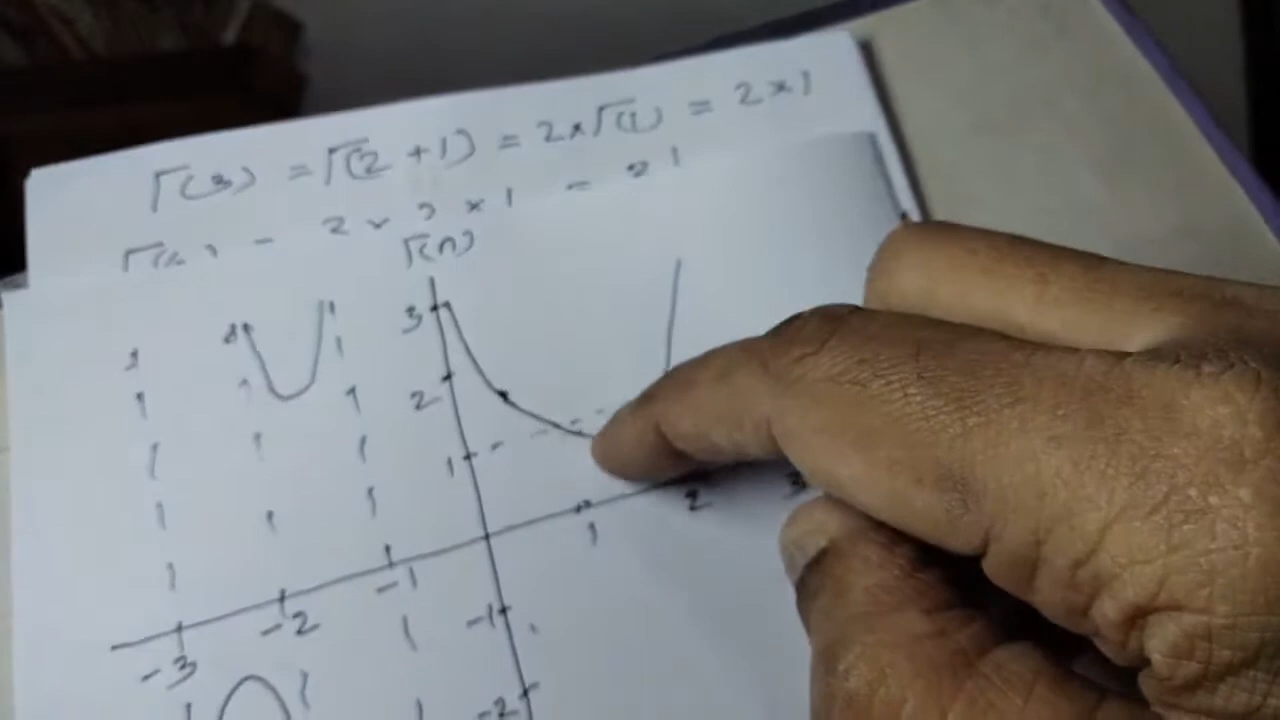 Γ(3) = Γ(2 + 1) = 2 x Γ(1) = 2 x 1
Γ(n)
3
2
1
-3 -2 -1 1 2 3
-1
-2